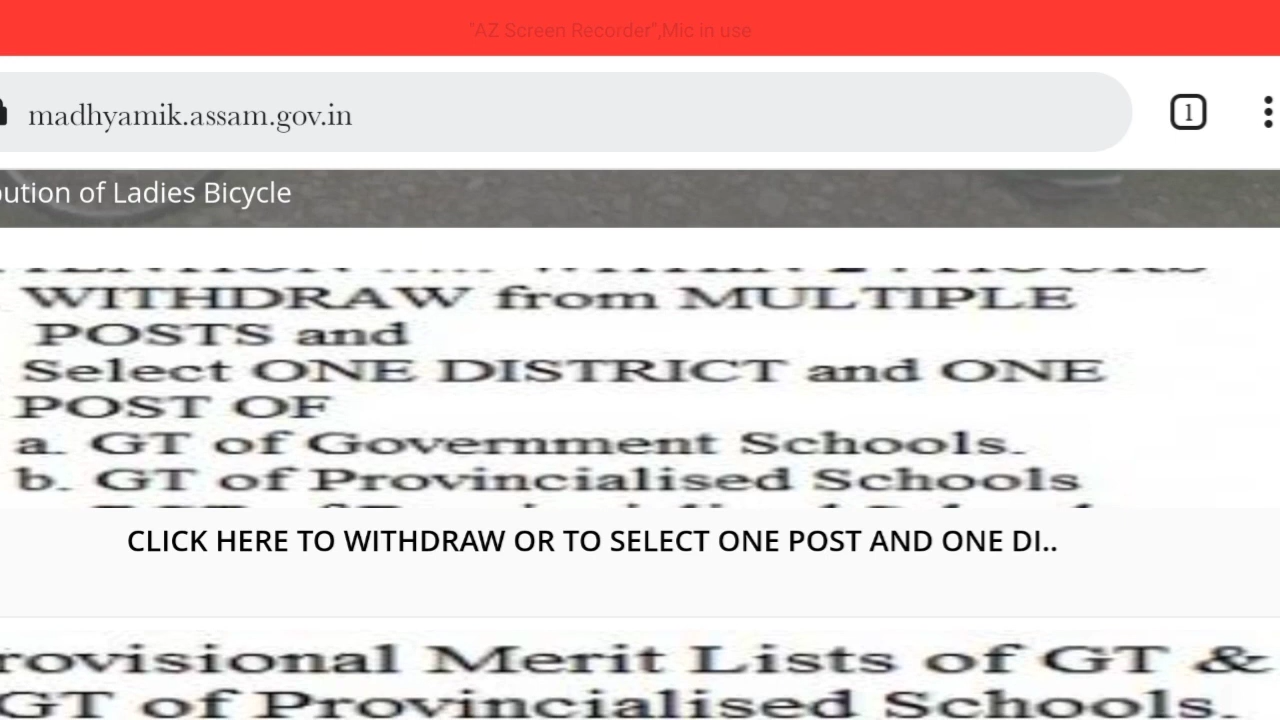 "AZ Screen Recorder",Mic in use
madhyamik.assam.gov.in
1
bution of Ladies Bicycle
HOURS
WITHDRAW from MULTIPLE
POSTS and
Select ONE DISTRICT and ONE
POST OF
a. GT of Government Schools.
b. GT of Provincialised Schools
CLICK HERE TO WITHDRAW OR TO SELECT ONE POST AND ONE DI..
rovisional Merit Lists of GT &
GT of Provincialised Schools.